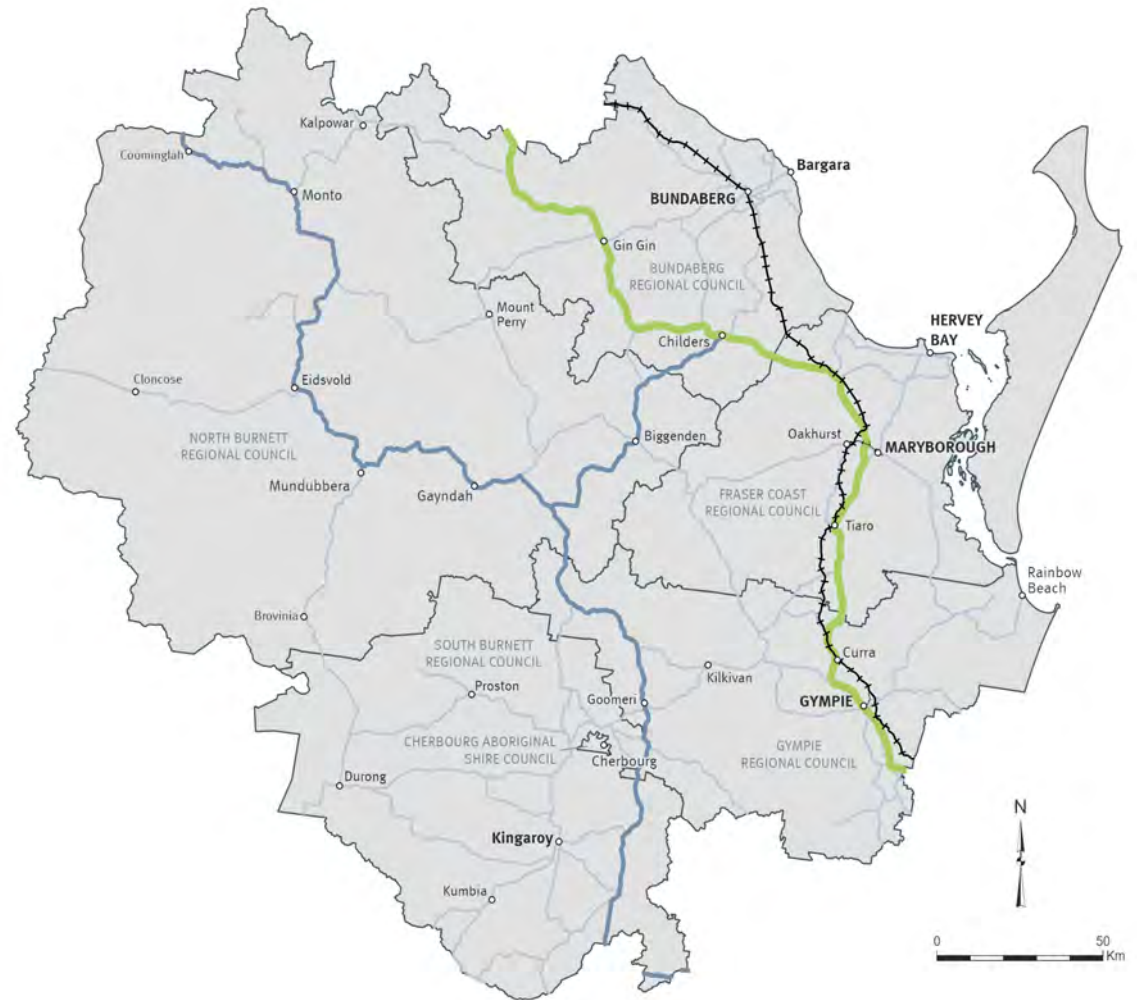 Kalpowar
Coominglah
Monto
Bargara
BUNDABERG
Gin Gin
BUNDABERG
REGIONAL COUNCIL
Mount
Perry
HERVEY
BAY
Childers
Cloncose
Eidsvold
NORTH BURNETT
REGIONAL COUNCIL
Biggenden
Oakhurst
MARYBOROUGH
Mundubbera
Gayndah
FRASER COAST
REGIONAL COUNCIL
Tiaro
Rainbow
Beach
Brovinia
SOUTH BURNETT
REGIONAL COUNCIL
Curra
Kilkivan
Proston
Goomeri
GYMPIE
CHERBOURG ABORIGINAL
SHIRE COUNCIL
GYMPIE
REGIONAL COUNCIL
Cherbourg
Durong
N
Kingaroy
Kumbia
0 50
Km